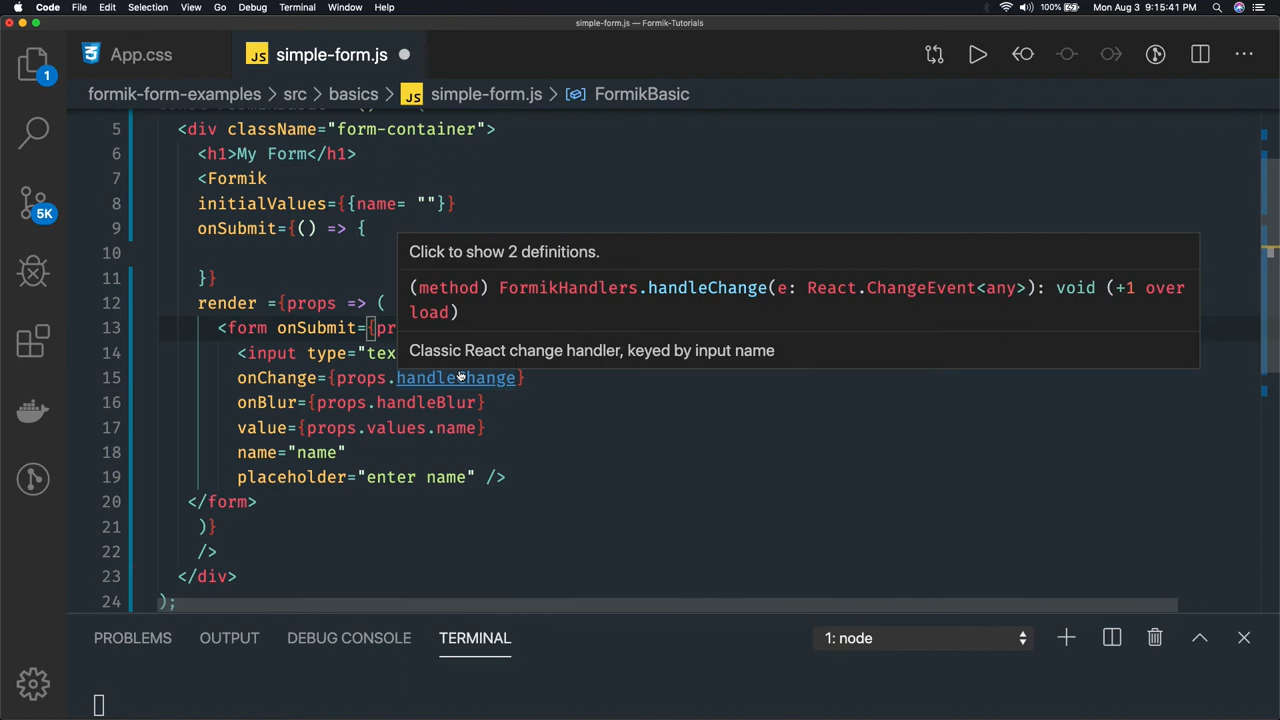 Code File Edit Selection View Go Debug Terminal Window Help
100% Mon Aug 3 9:15:41 PM
simple-form.js — Formik-Tutorials
App.css
JS simple-form.js
formik-form-examples > src > basics > JS simple-form.js > FormikBasic
1
5K
5 <div className="form-container">
6 <h1>My Form</h1>
7 <Formik
8 initialValues={{name= ""}}
9 onSubmit={() => {
10
11 }}
12 render ={props => (
13 <form onSubmit={pr
14 <input type="tex
15 onChange={props.handleChange}
16 onBlur={props.handleBlur}
17 value={props.values.name}
18 name="name"
19 placeholder="enter name" />
20 </form>
21 )}
22 />
23 </div>
24 );
Click to show 2 definitions.
(method) FormikHandlers.handleChange(e: React.ChangeEvent<any>): void (+1 over
load)
Classic React change handler, keyed by input name
PROBLEMS OUTPUT DEBUG CONSOLE TERMINAL
1: node